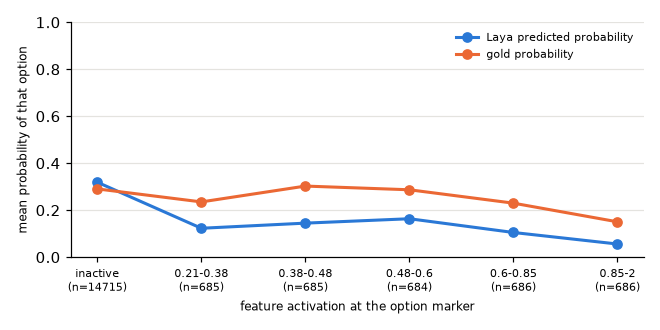 1.0
0.8
0.6
0.4
0.2
0.0
mean probability of that option
Laya predicted probability
gold probability
inactive
(n=14715)
0.21-0.38
(n=685)
0.38-0.48
(n=685)
0.48-0.6
(n=684)
0.6-0.85
(n=686)
0.85-2
(n=686)
feature activation at the option marker